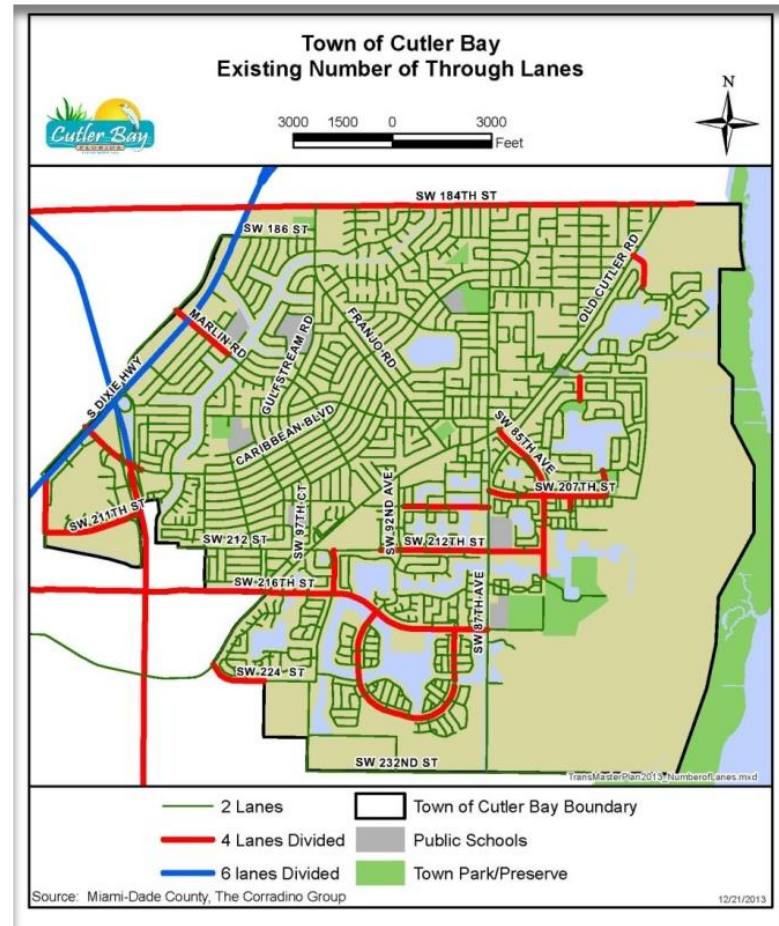 Town of Cutler Bay
Existing Number of Through Lanes
Cutler Bay
3000 1500 0 3000
Feet
N
SW 184TH ST
SW 186 ST
OLD CUTLER RD
MARLIN RD
FRANJO RD
GULFSTREAM RD
S DIXIE HWY
CARIBBEAN BLVD
SW 85TH AVE
SW 207TH ST
SW 211TH ST
SW 97TH CT
SW 92ND AVE
SW 212 ST
SW 212TH ST
SW 216TH ST
SW 87TH AVE
SW 224 ST
SW 232ND ST
TransMasterPlan2013_NumberofLanes.mxd
2 Lanes
Town of Cutler Bay Boundary
4 Lanes Divided
Public Schools
6 lanes Divided
Town Park/Preserve
Source: Miami-Dade County, The Corradino Group
12/21/2013